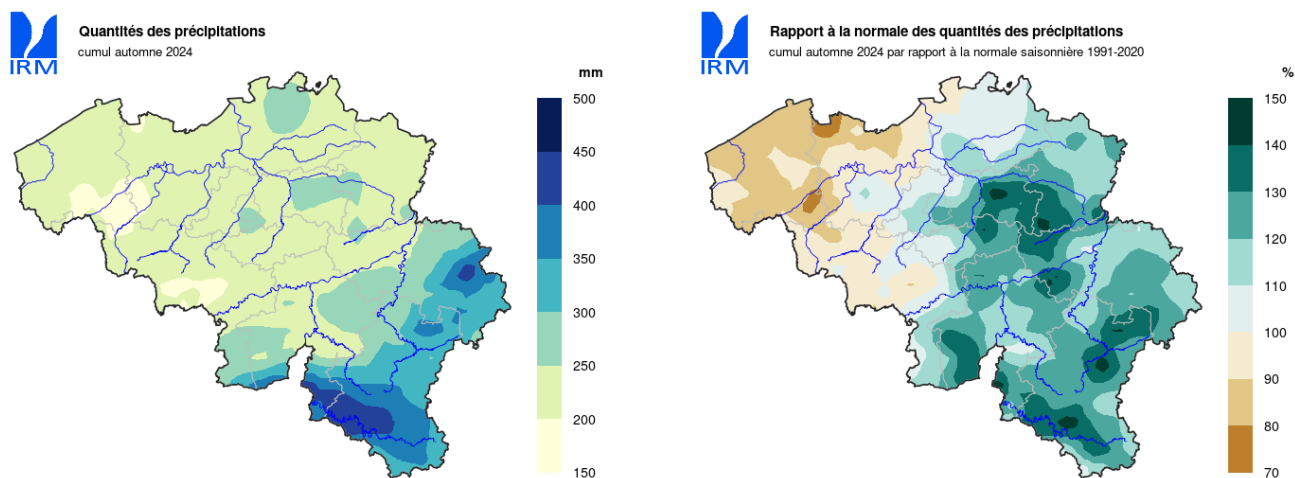 IRM
Quantités des précipitations
cumul automne 2024
mm
500
450
400
350
300
250
200
150
IRM
Rapport à la normale des quantités des précipitations
cumul automne 2024 par rapport à la normale saisonnière 1991-2020
%
150
140
130
120
110
100
90
80
70